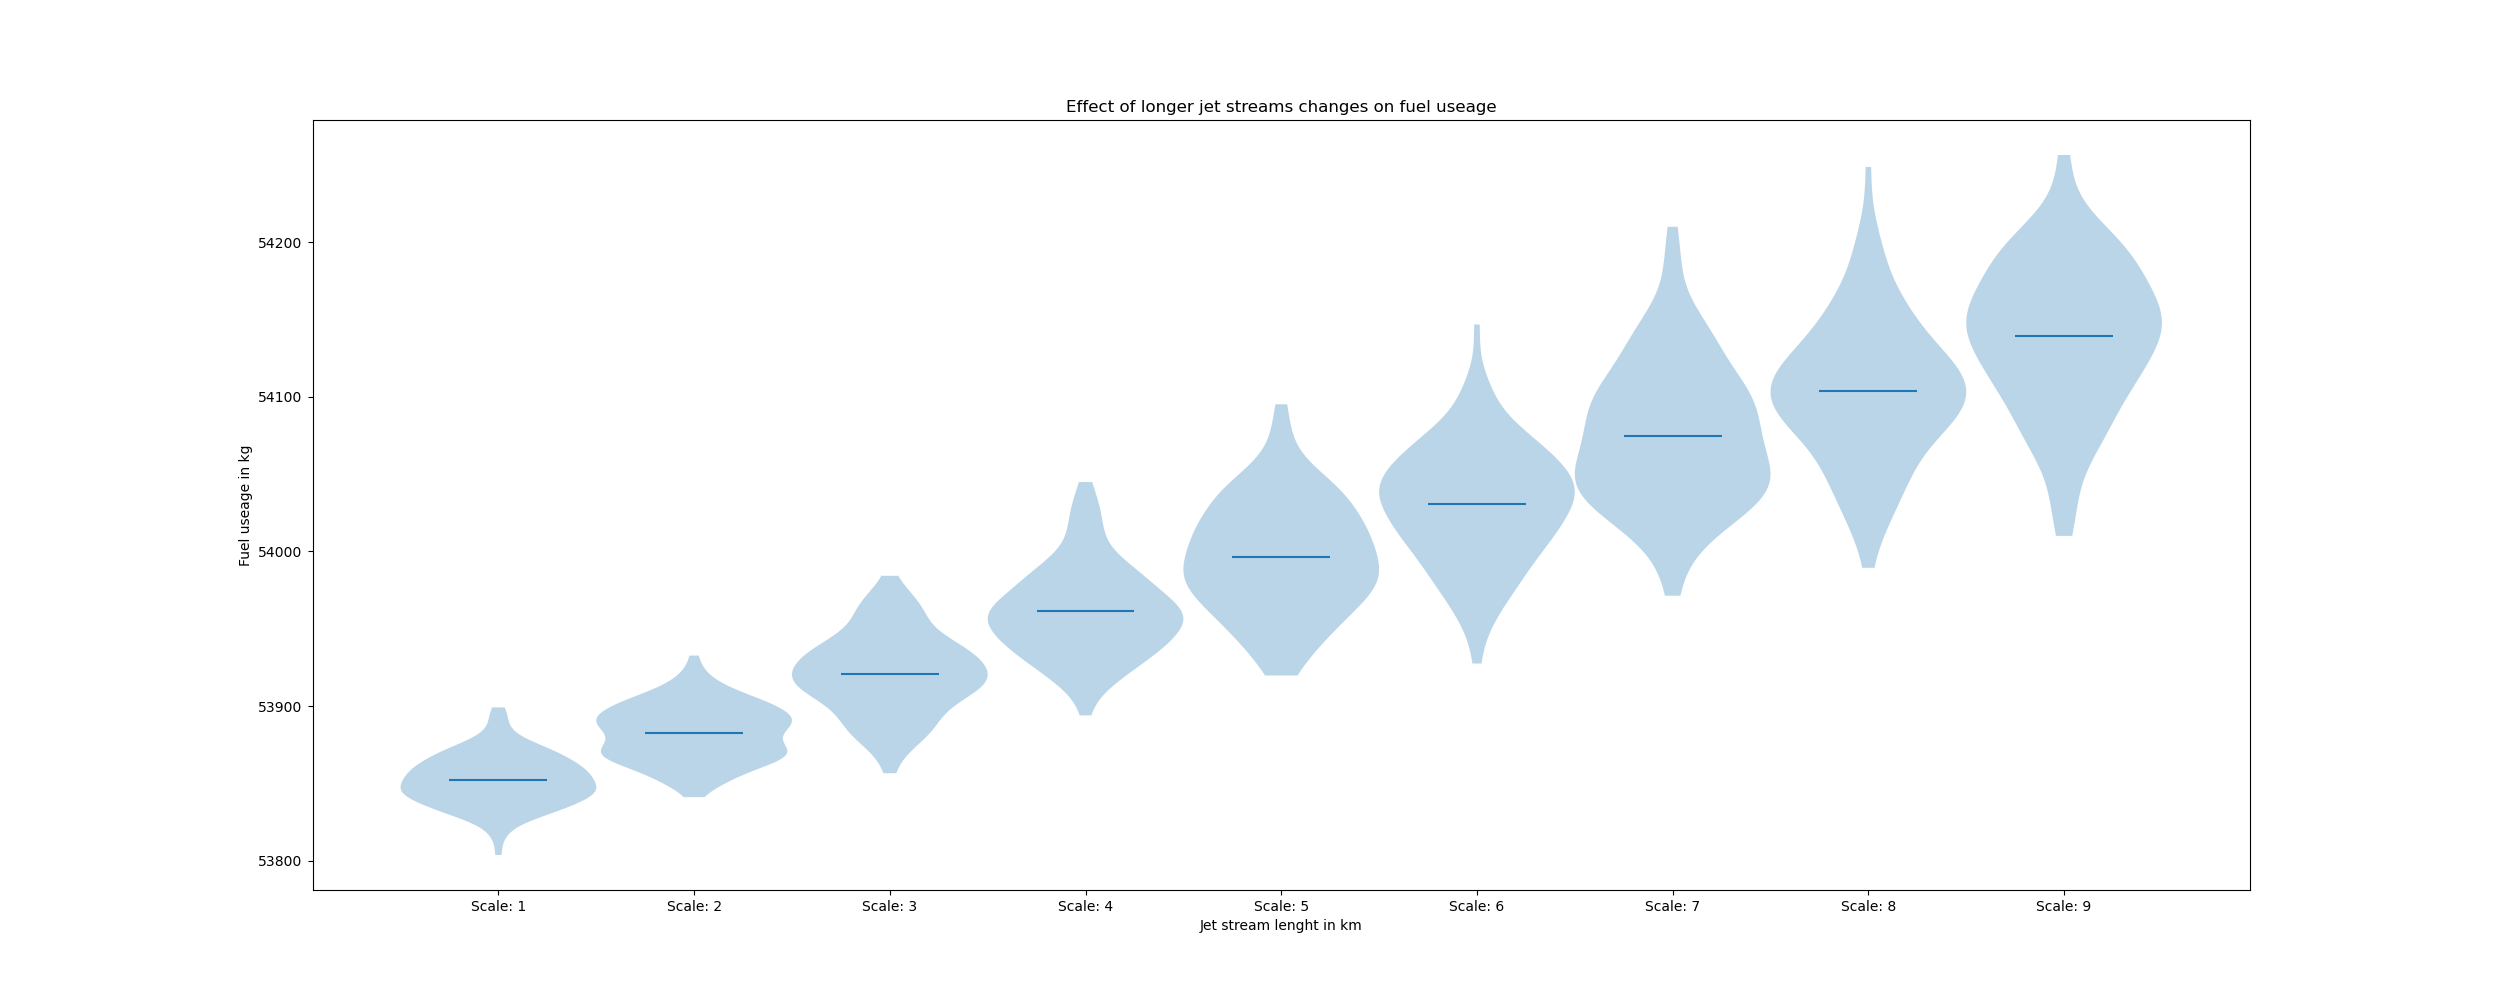 Effect of longer jet streams changes on fuel useage
Fuel useage in kg
54200
54100
54000
53900
53800
Scale: 1 Scale: 2 Scale: 3 Scale: 4 Scale: 5 Scale: 6 Scale: 7 Scale: 8 Scale: 9
Jet stream lenght in km